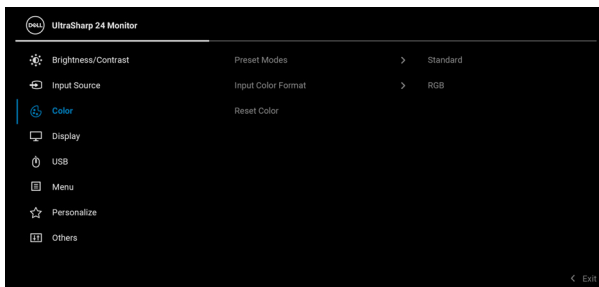 DELL UltraSharp 24 Monitor
Brightness/Contrast Preset Modes > Standard
Input Source Input Color Format > RGB
Color Reset Color
Display
USB
Menu
Personalize
Others
< Exit